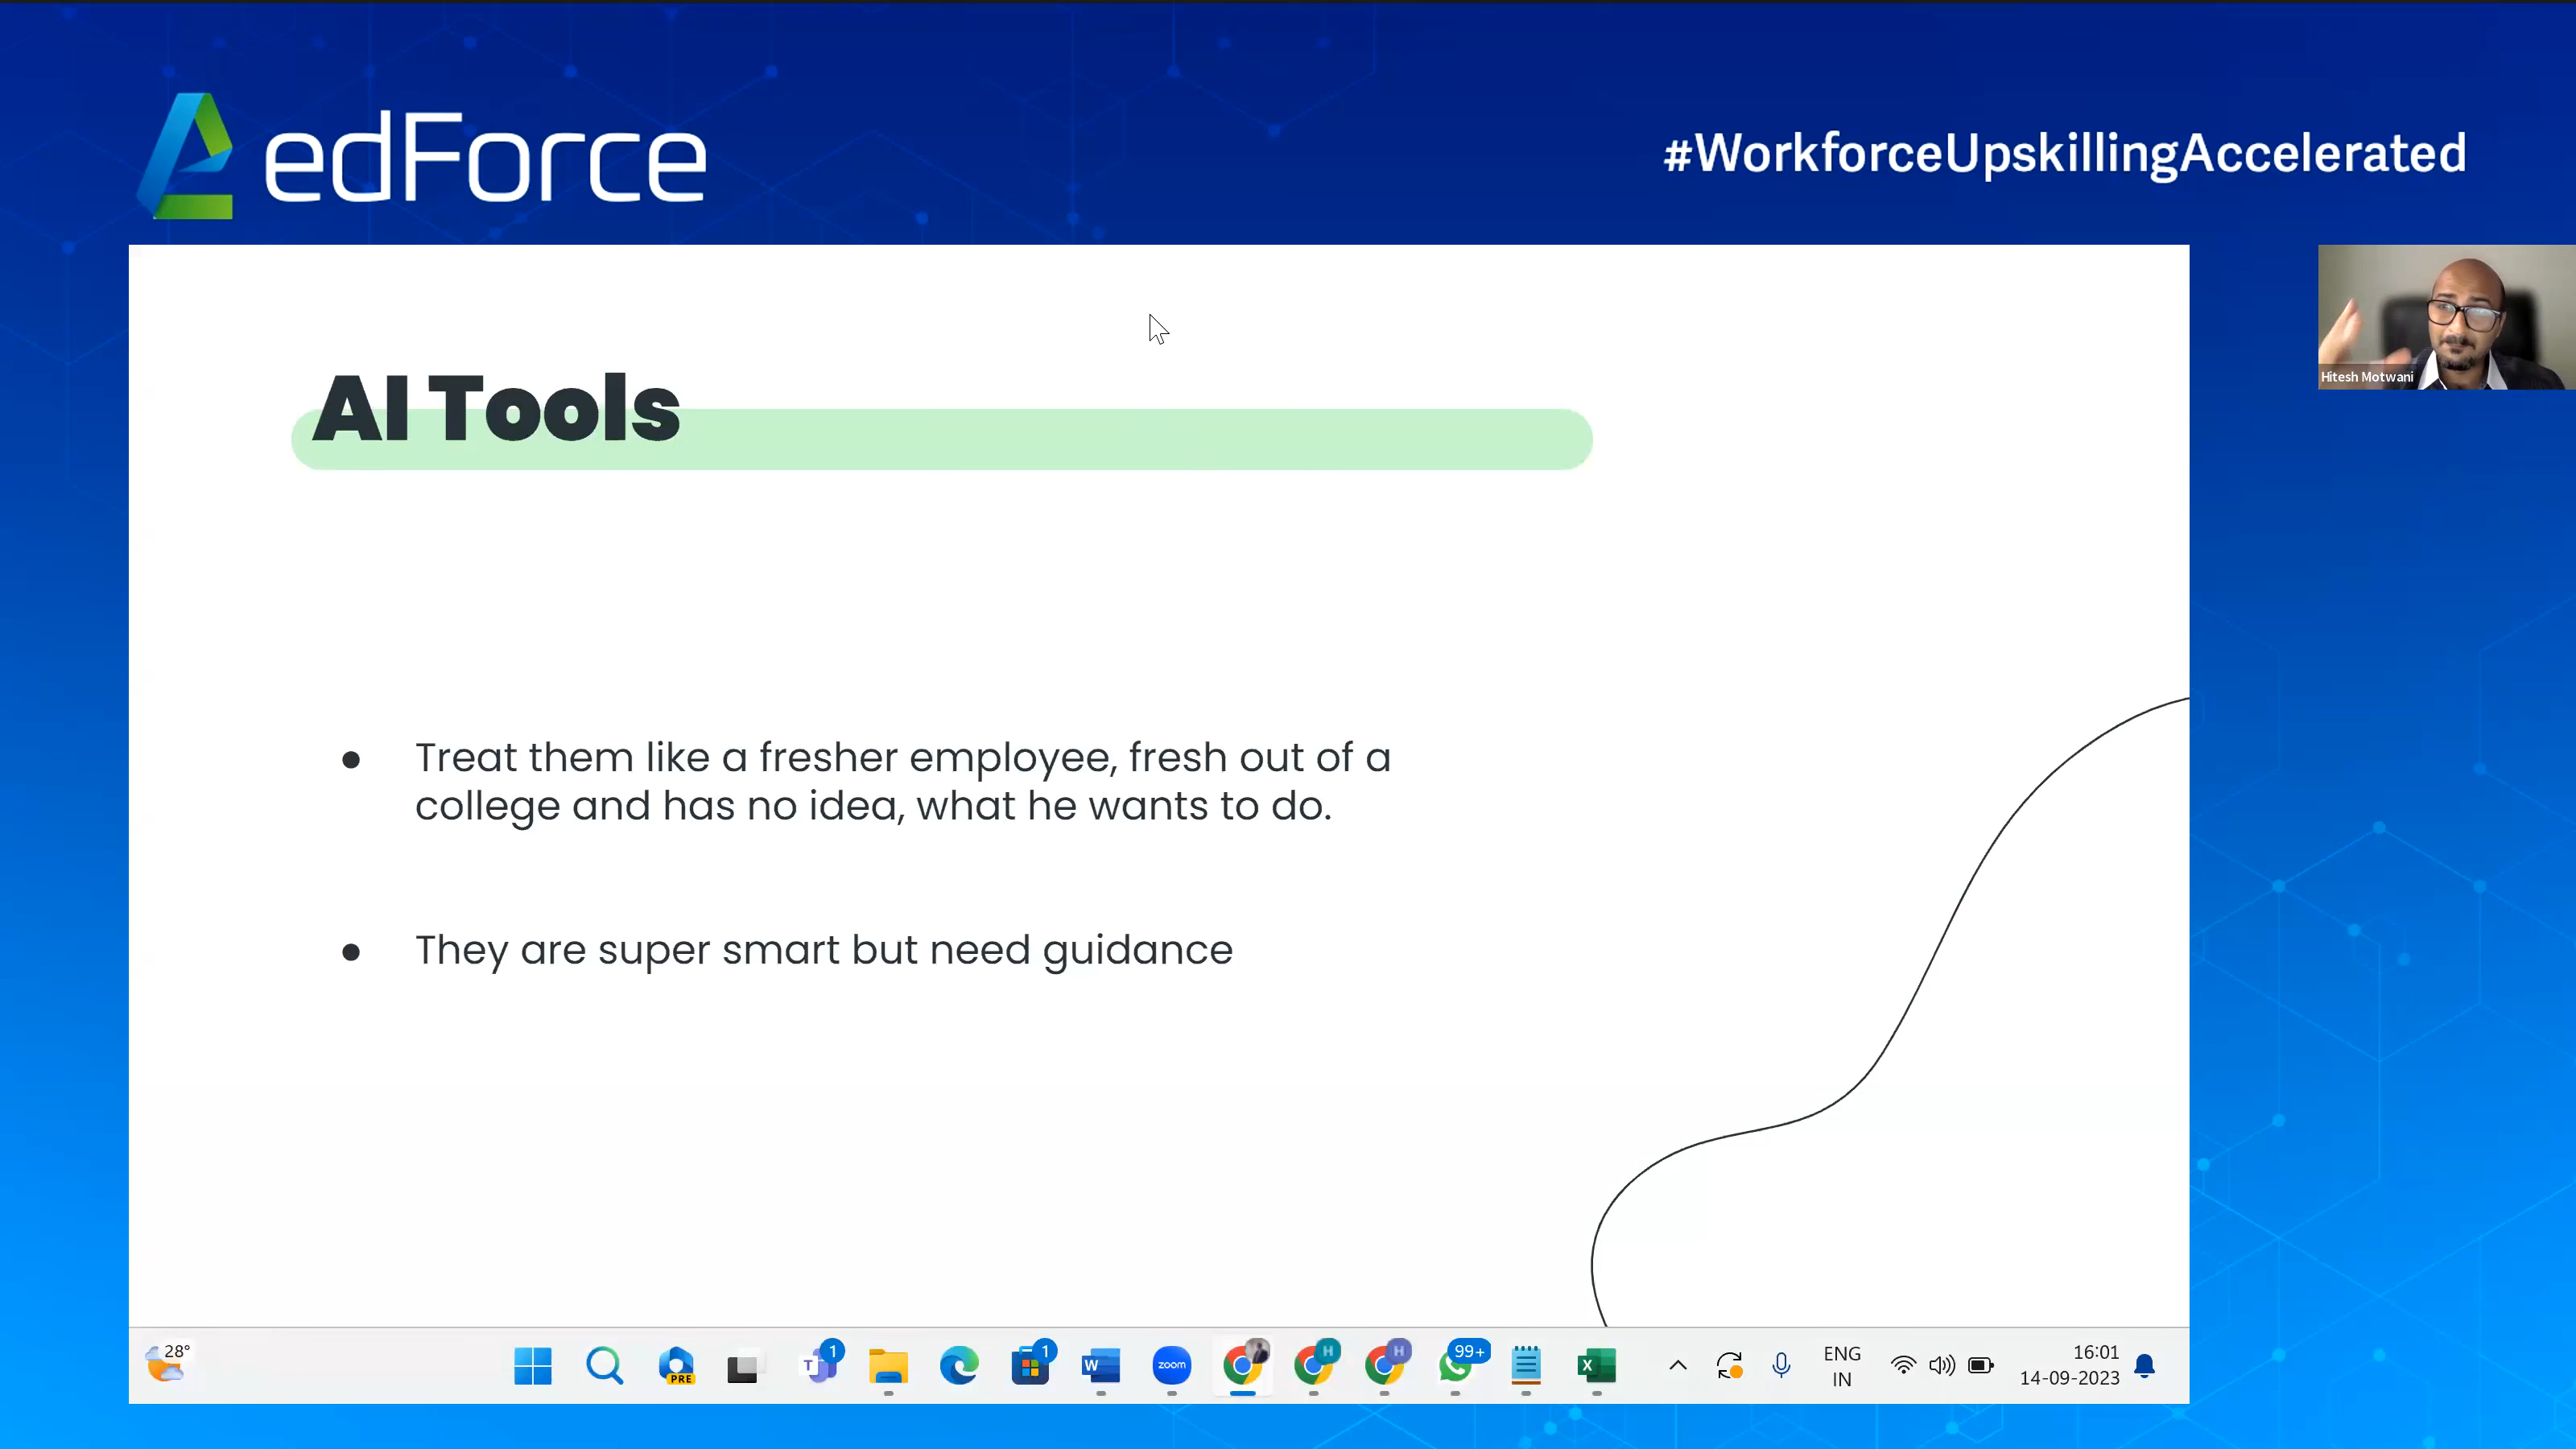 edForce
#WorkforceUpskillingAccelerated
Hitesh Motwani
AI Tools
● Treat them like a fresher employee, fresh out of a
college and has no idea, what he wants to do.
● They are super smart but need guidance
28°
PRE
T
1
1
W
zoom
H
H
99+
X
ENG
IN
16:01
14-09-2023